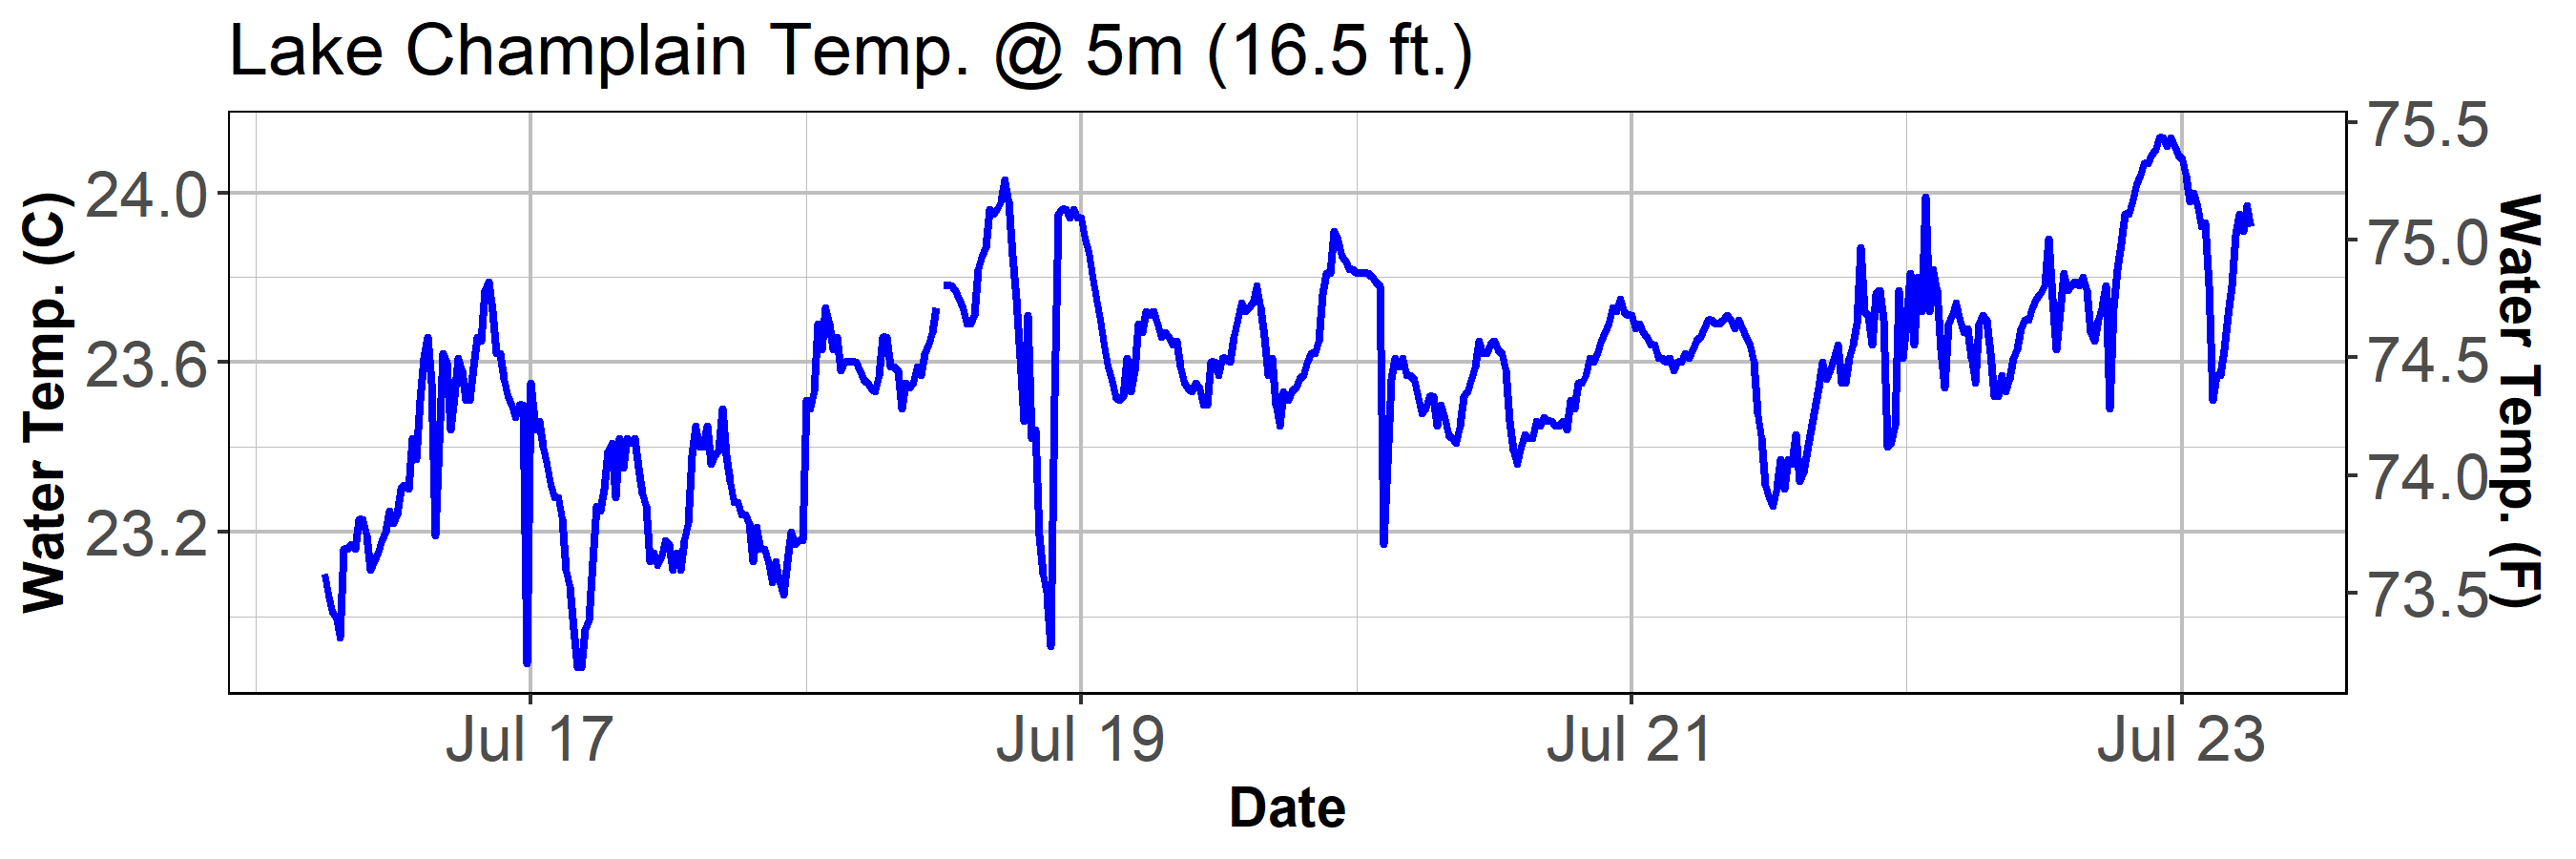 Lake Champlain Temp. @ 5m (16.5 ft.)
Water Temp. (C)
24.0
23.6
23.2
75.5
75.0
74.5
74.0
73.5
Water Temp. (F)
Jul 17 Jul 19 Jul 21 Jul 23
Date